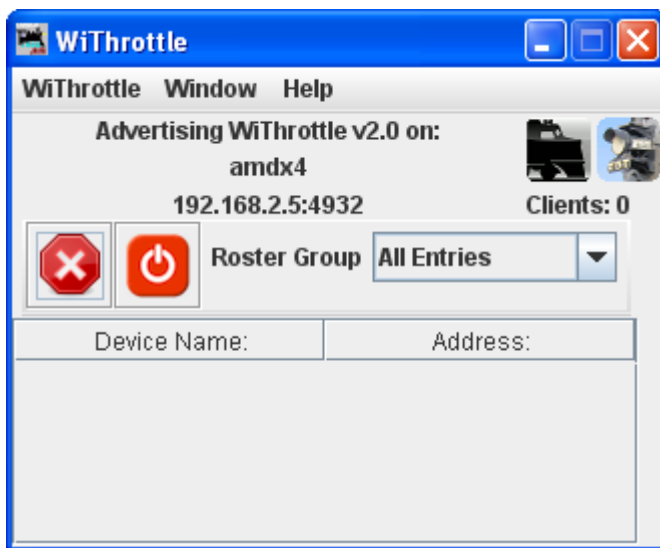 WiThrottle
WiThrottle Window Help
Advertising WiThrottle v2.0 on:
amdx4
192.168.2.5:4932 Clients: 0
Roster Group All Entries
Device Name: Address: